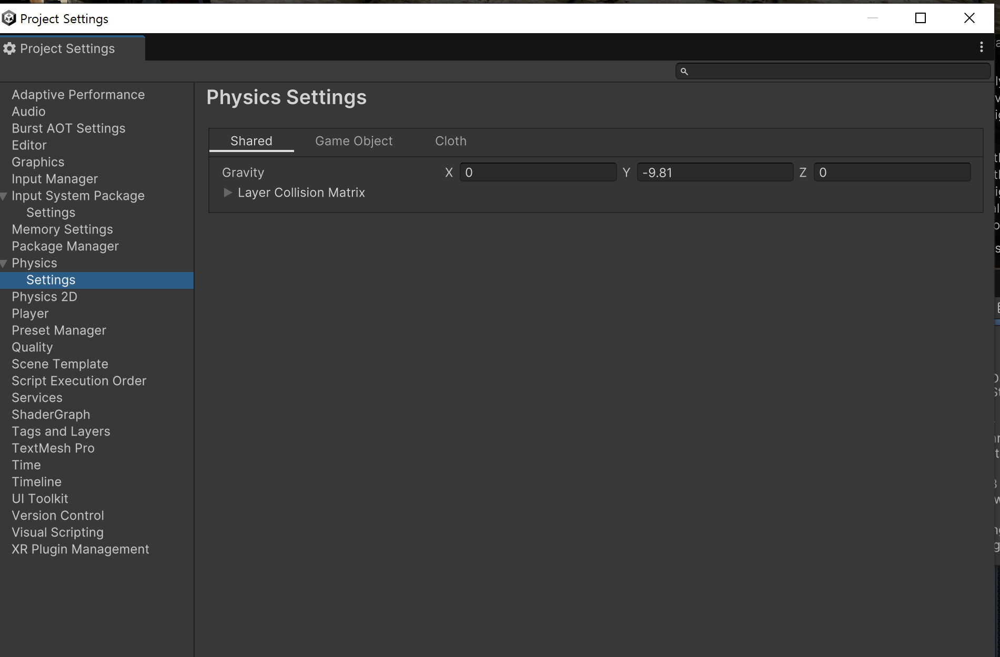 Project Settings
Project Settings
Adaptive Performance
Audio
Burst AOT Settings
Editor
Graphics
Input Manager
Input System Package
Settings
Memory Settings
Package Manager
Physics
Settings
Physics 2D
Player
Preset Manager
Quality
Scene Template
Script Execution Order
Services
ShaderGraph
Tags and Layers
TextMesh Pro
Time
Timeline
UI Toolkit
Version Control
Visual Scripting
XR Plugin Management
Physics Settings
Shared Game Object Cloth
Gravity X 0 Y -9.81 Z 0
Layer Collision Matrix